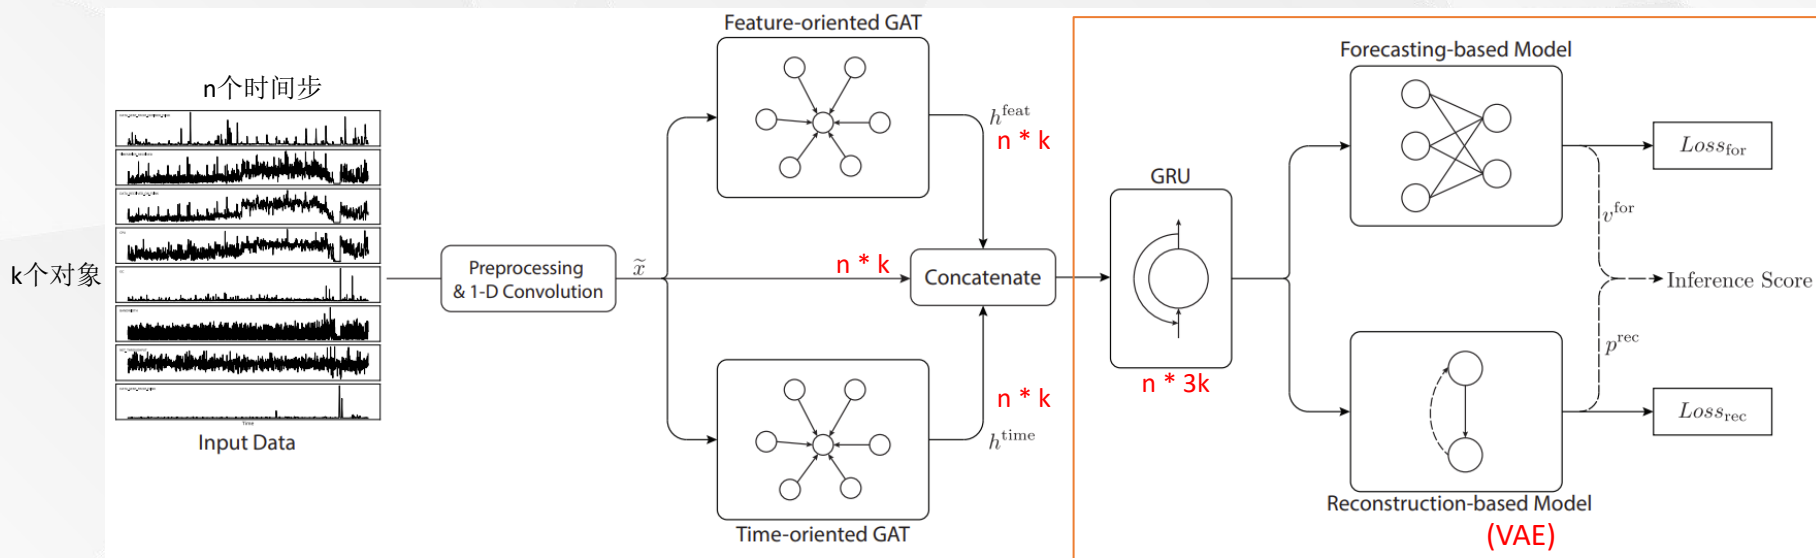 n个时间步
k个对象
Time
Input Data
Preprocessing
& 1-D Convolution
x̃
Feature-oriented GAT
h^feat
n * k
n * k
Concatenate
n * k
h^time
Time-oriented GAT
GRU
n * 3k
Forecasting-based Model
Loss_for
v^for
Inference Score
p^rec
Loss_rec
Reconstruction-based Model
(VAE)